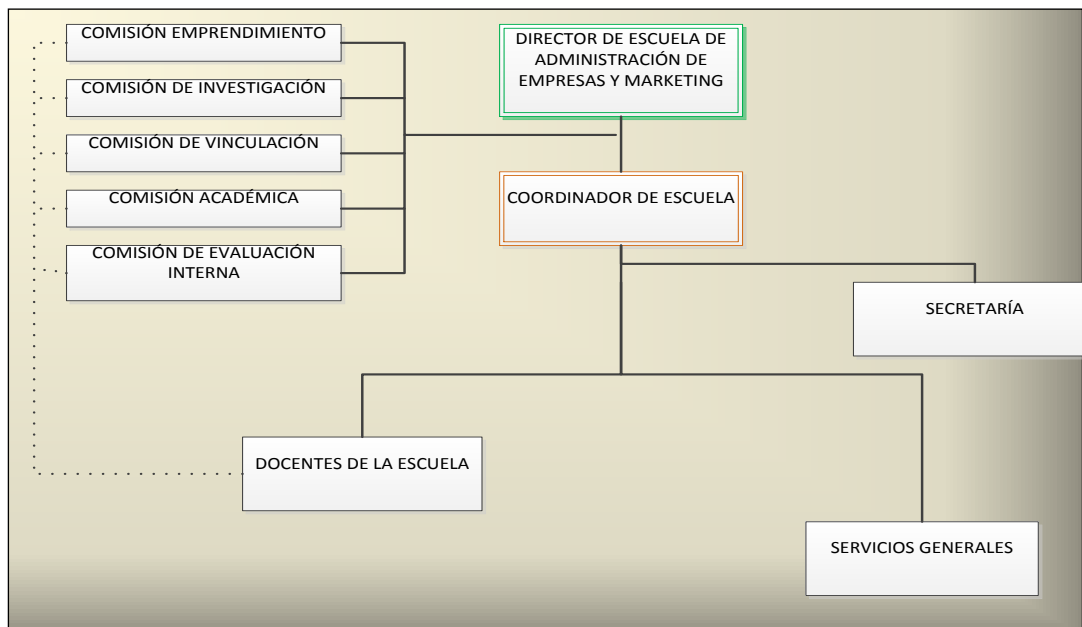 COMISIÓN EMPRENDIMIENTO
COMISIÓN DE INVESTIGACIÓN
COMISIÓN DE VINCULACIÓN
COMISIÓN ACADÉMICA
COMISIÓN DE EVALUACIÓN
INTERNA
DIRECTOR DE ESCUELA DE
ADMINISTRACIÓN DE
EMPRESAS Y MARKETING
COORDINADOR DE ESCUELA
SECRETARÍA
DOCENTES DE LA ESCUELA
SERVICIOS GENERALES